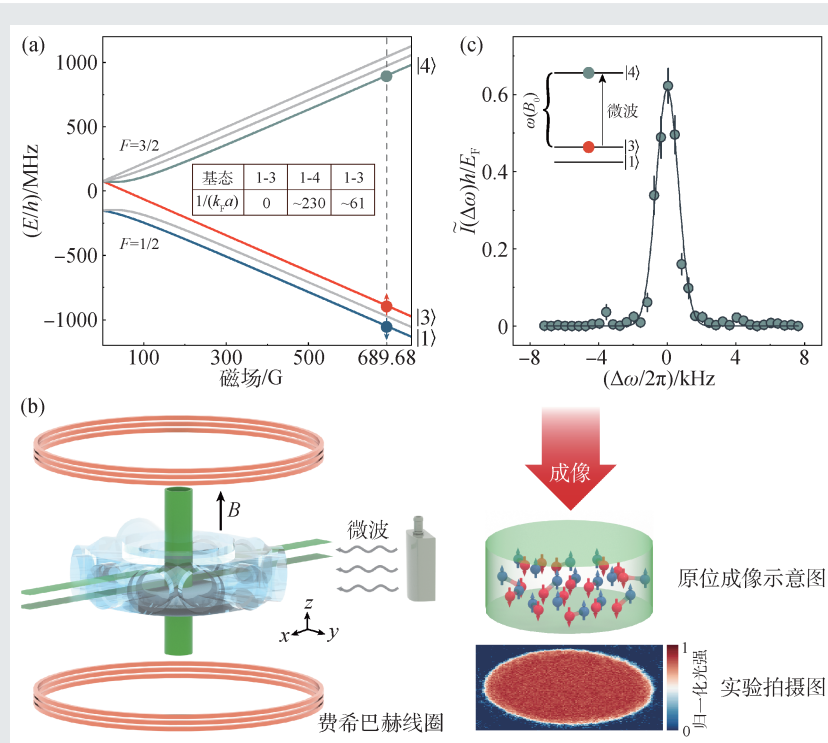 (a)
1000
500
0
-500
-1000
(E/h)/MHz
F=3/2
F=1/2
基态 1-3 1-4 1-3
1/(k_F a) 0 ~230 ~61
|4⟩
|3⟩
|1⟩
100 300 500 689.68
磁场/G
(c)
0.6
0.4
0.2
0
Ĩ(Δω)h/E_F
ω(B₀)
|4⟩
微波
|3⟩
|1⟩
-8 -4 0 4 8
(Δω/2π)/kHz
(b)
B
微波
z
x y
费希巴赫线圈
成像
原位成像示意图
1
归一化光强
0
实验拍摄图